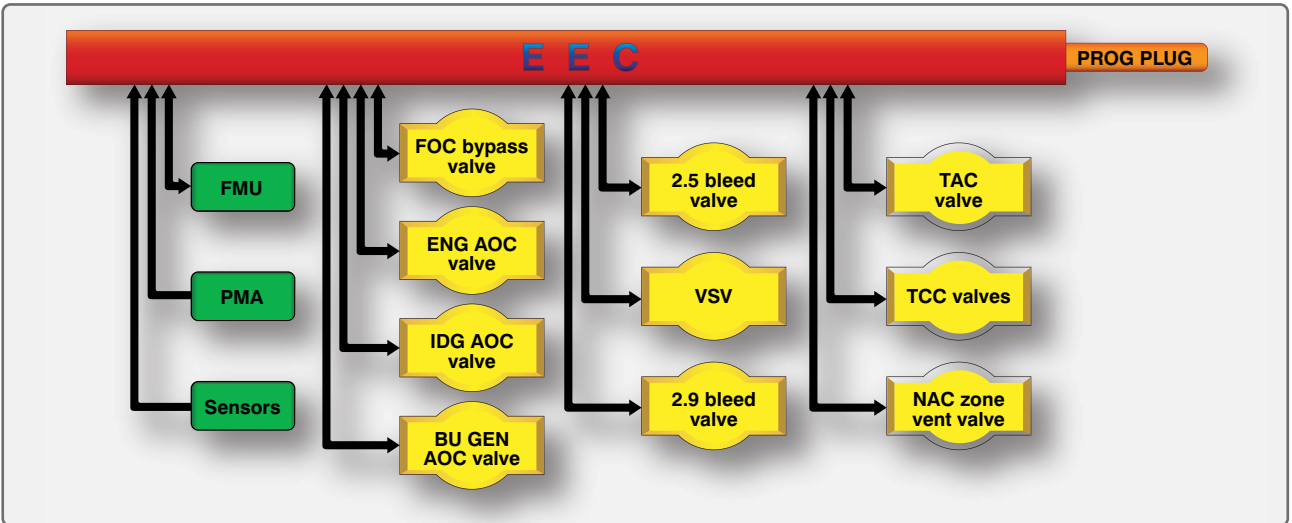 E E C
PROG PLUG
FMU
PMA
Sensors
FOC bypass
valve
ENG AOC
valve
IDG AOC
valve
BU GEN
AOC valve
2.5 bleed
valve
VSV
2.9 bleed
valve
TAC
valve
TCC valves
NAC zone
vent valve